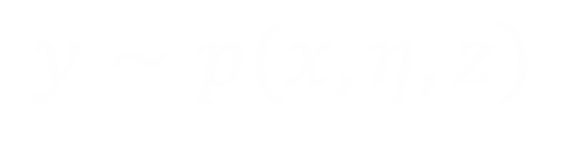 y ~ p(x, η, z)